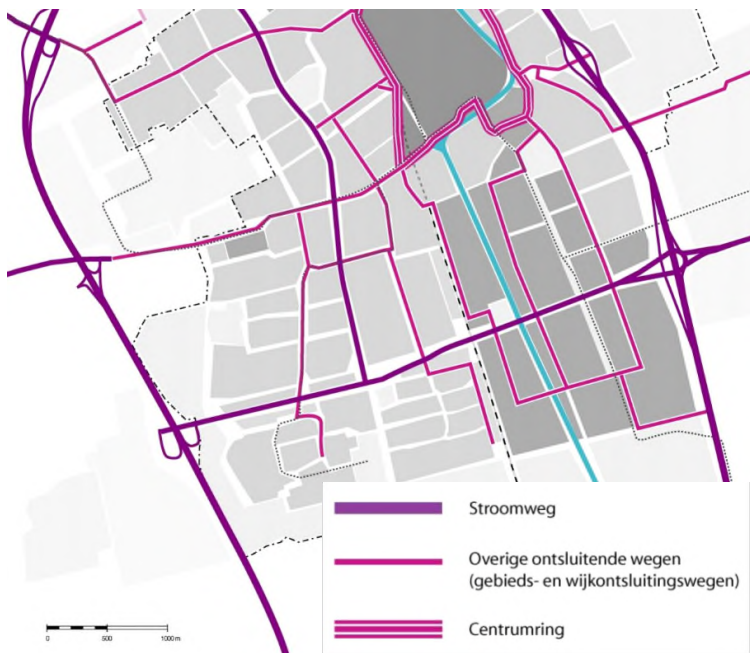 Stroomweg
Overige ontsluitende wegen
(gebieds- en wijkontsluitingswegen)
Centrumring
0 500 1000 m